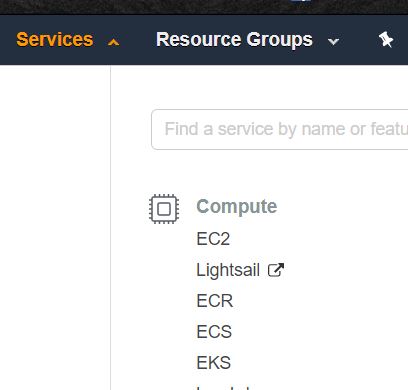 Services Resource Groups
Find a service by name or featu
Compute
EC2
Lightsail
ECR
ECS
EKS